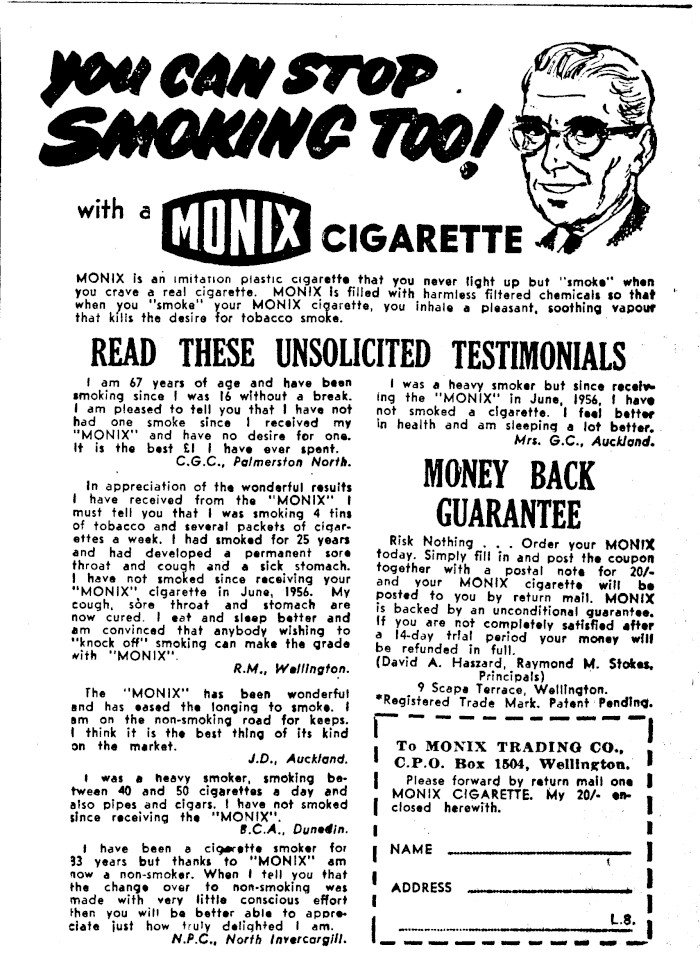 YOU CAN STOP
SMOKING TOO!
with a MONIX CIGARETTE
MONIX is an imitation plastic cigarette that you never light up but "smoke" when
you crave a real cigarette. MONIX is filled with harmless filtered chemicals so that
when you "smoke" your MONIX cigarette, you inhale a pleasant, soothing vapour
that kills the desire for tobacco smoke.
READ THESE UNSOLICITED TESTIMONIALS
I am 67 years of age and have been
smoking since I was 16 without a break.
I am pleased to tell you that I have not
had one smoke since I received my
"MONIX" and have no desire for one.
It is the best £1 I have ever spent.
C.G.C., Palmerston North.
In appreciation of the wonderful results
I have received from the "MONIX" I
must tell you that I was smoking 4 tins
of tobacco and several packets of cigar-
ettes a week. I had smoked for 25 years
and had developed a permanent sore
throat and cough and a sick stomach.
I have not smoked since receiving your
"MONIX" cigarette in June, 1956. My
cough, sore throat and stomach are
now cured. I eat and sleep better and
am convinced that anybody wishing to
"knock off" smoking can make the grade
with "MONIX".
R.M., Wellington.
The "MONIX" has been wonderful
and has eased the longing to smoke. I
am on the non-smoking road for keeps.
I think it is the best thing of its kind
on the market.
J.D., Auckland.
I was a heavy smoker, smoking be-
tween 40 and 50 cigarettes a day and
also pipes and cigars. I have not smoked
since receiving the "MONIX".
B.C.A., Dunedin.
I have been a cigarette smoker for
33 years but thanks to "MONIX" am
now a non-smoker. When I tell you that
the change over to non-smoking was
made with very little conscious effort
then you will be better able to appre-
ciate just how truly delighted I am.
N.P.C., North Invercargill.
I was a heavy smoker but since receiv-
ing the "MONIX" in June, 1956, I have
not smoked a cigarette. I feel better
in health and am sleeping a lot better.
Mrs. G.C., Auckland.
MONEY BACK
GUARANTEE
Risk Nothing . . . Order your MONIX
today. Simply fill in and post the coupon
together with a postal note for 20/-
and your MONIX cigarette will be
posted to you by return mail. MONIX
is backed by an unconditional guarantee.
If you are not completely satisfied after
a 14-day trial period your money will
be refunded in full.
(David A. Haszard, Raymond M. Stokes,
Principals)
9 Scapa Terrace, Wellington.
*Registered Trade Mark. Patent Pending.
To MONIX TRADING CO.,
C.P.O. Box 1504, Wellington.
Please forward by return mail one
MONIX CIGARETTE. My 20/- en-
closed herewith.
NAME
ADDRESS
L.8.